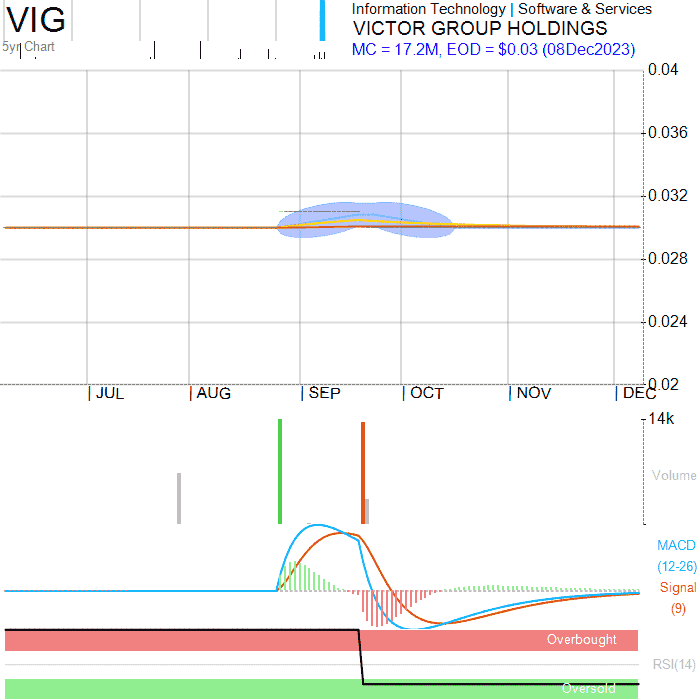 VIG
5yr Chart
Information Technology | Software & Services
VICTOR GROUP HOLDINGS
MC = 17.2M, EOD = $0.03 (08Dec2023)
0.04
0.036
0.032
0.028
0.024
0.02
JUL AUG SEP OCT NOV DEC
14k
Volume
MACD
(12-26)
Signal
(9)
Overbought
RSI(14)
Oversold